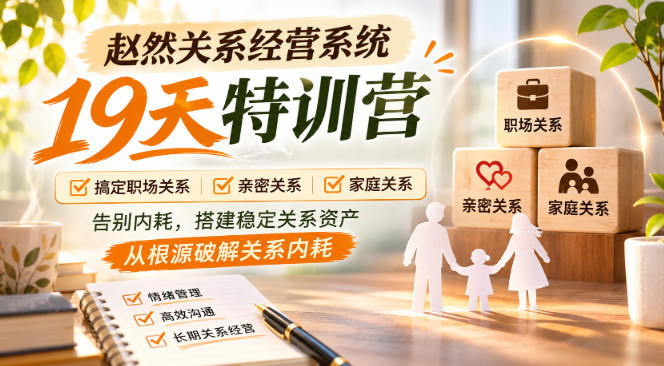 赵然关系经营系统
19天特训营
搞定职场关系 亲密关系 家庭关系
告别内耗，搭建稳定关系资产
从根源破解关系内耗
情绪管理
高效沟通
长期关系经营
职场关系
亲密关系
家庭关系